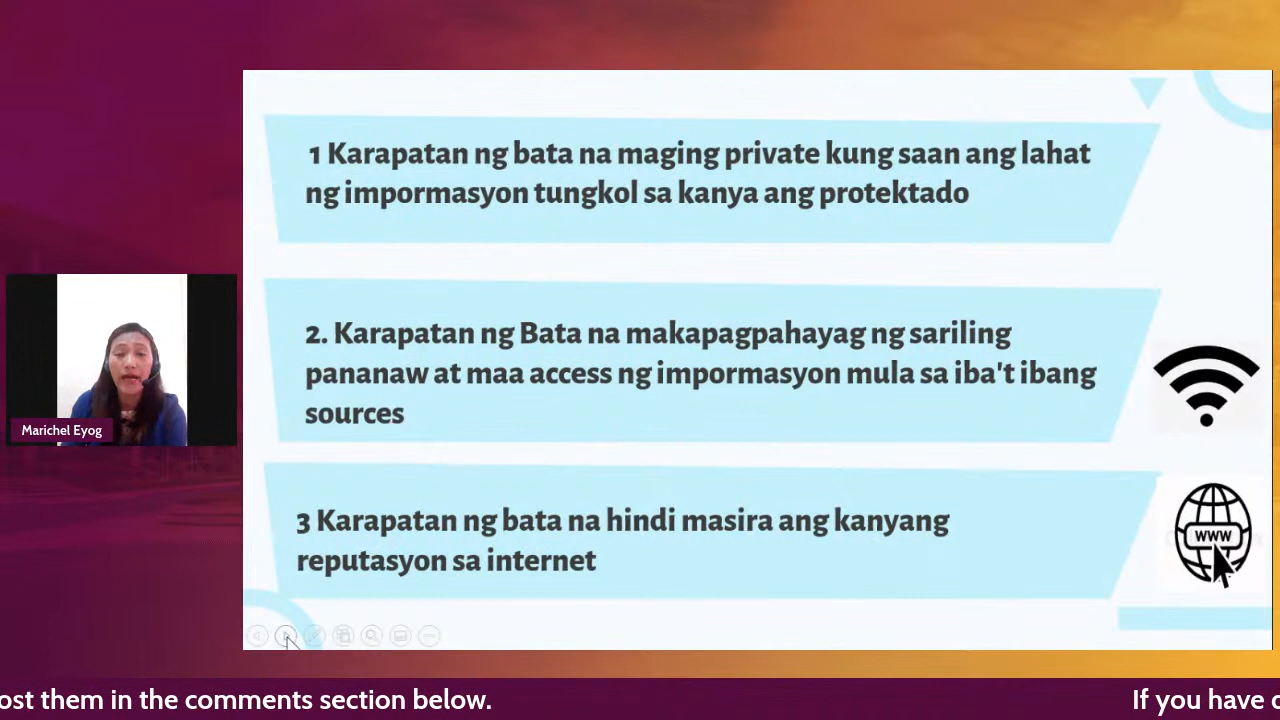 1 Karapatan ng bata na maging private kung saan ang lahat
ng impormasyon tungkol sa kanya ang protektado
2. Karapatan ng Bata na makapagpahayag ng sariling
pananaw at maa access ng impormasyon mula sa iba't ibang
sources
3 Karapatan ng bata na hindi masira ang kanyang
reputasyon sa internet
WWW
Marichel Eyog
ost them in the comments section below.
If you have